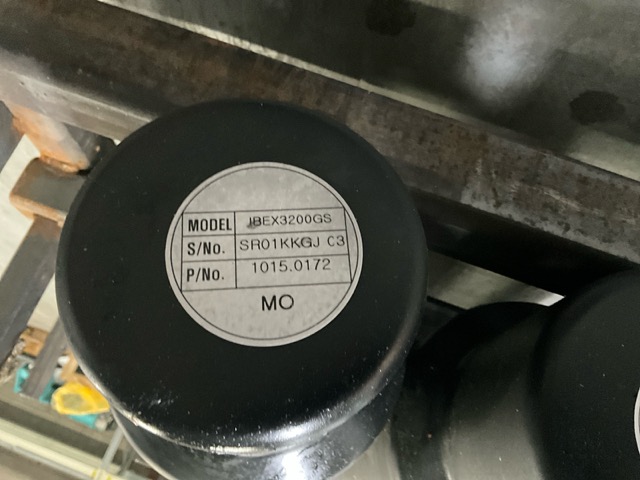 MODEL JBEX3200GS
S/No. SR01KKGJ C3
P/No. 1015.0172
MO